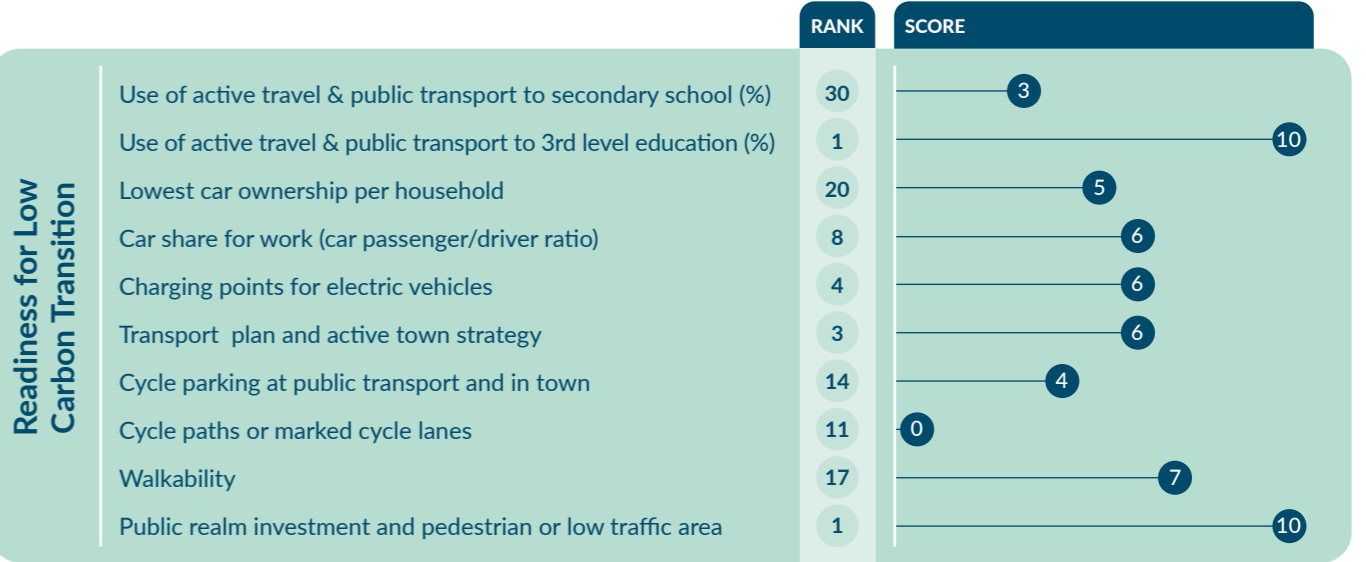 RANK SCORE
Readiness for Low
Carbon Transition
Use of active travel & public transport to secondary school (%) 30 3
Use of active travel & public transport to 3rd level education (%) 1 10
Lowest car ownership per household 20 5
Car share for work (car passenger/driver ratio) 8 6
Charging points for electric vehicles 4 6
Transport  plan and active town strategy 3 6
Cycle parking at public transport and in town 14 4
Cycle paths or marked cycle lanes 11 0
Walkability 17 7
Public realm investment and pedestrian or low traffic area 1 10